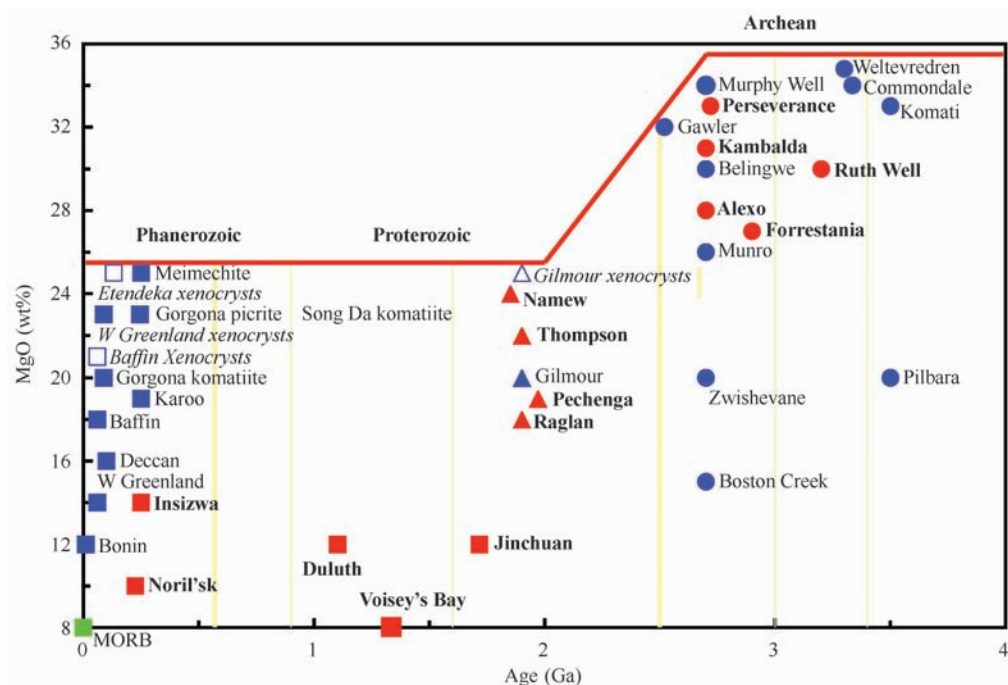 Archean
36
Weltevredren
Murphy Well
Commondale
Perseverance
Komati
32
Gawler
Kambalda
Belingwe
Ruth Well
28
Alexo
Phanerozoic
Proterozoic
Forrestania
Munro
Meimechite
Gilmour xenocrysts
Etendeka xenocrysts
24
Namew
Gorgona picrite
Song Da komatiite
W Greenland xenocrysts
Thompson
MgO (wt%)
Baffin Xenocrysts
20
Gorgona komatiite
Gilmour
Pilbara
Karoo
Pechenga
Zwishevane
Baffin
Raglan
16
Deccan
W Greenland
Boston Creek
Insizwa
12
Bonin
Jinchuan
Duluth
Noril'sk
Voisey's Bay
8
MORB
0
1
2
3
4
Age (Ga)